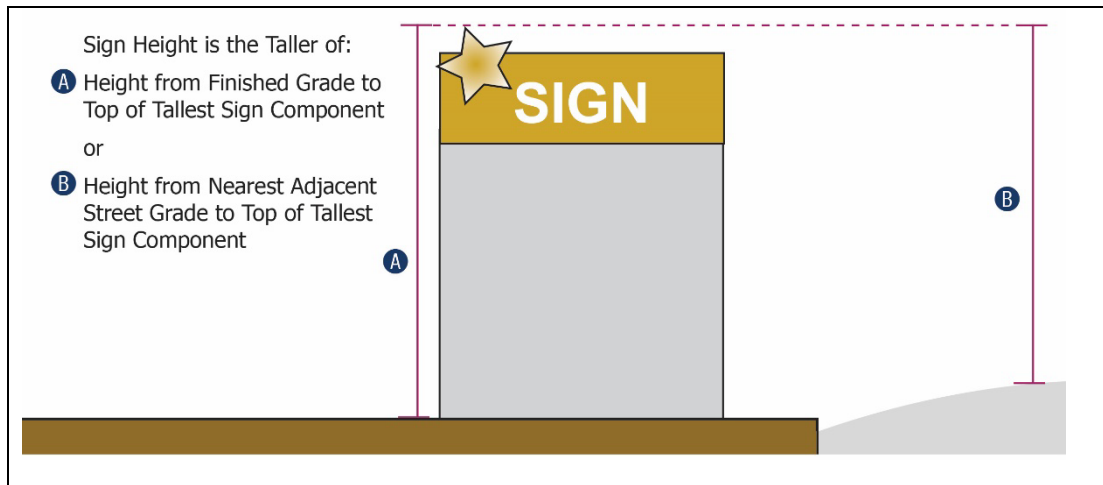 Sign Height is the Taller of:
A Height from Finished Grade to
Top of Tallest Sign Component
or
B Height from Nearest Adjacent
Street Grade to Top of Tallest
Sign Component
SIGN
A
B